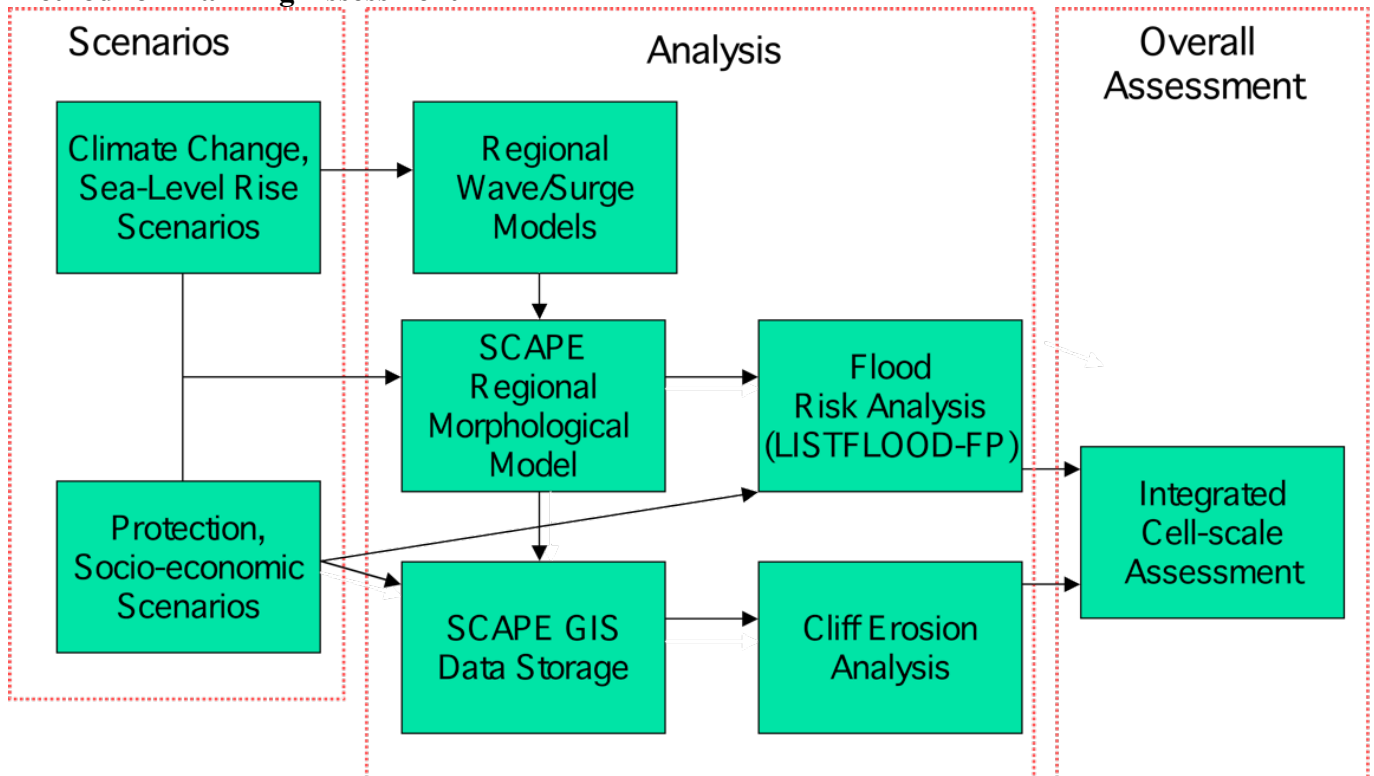 Scenarios
Analysis
Overall
Assessment
Climate Change,
Sea-Level Rise
Scenarios
Regional
Wave/Surge
Models
SCAPE
Regional
Morphological
Model
Flood
Risk Analysis
(LISTFLOOD-FP)
Protection,
Socio-economic
Scenarios
SCAPE GIS
Data Storage
Cliff Erosion
Analysis
Integrated
Cell-scale
Assessment